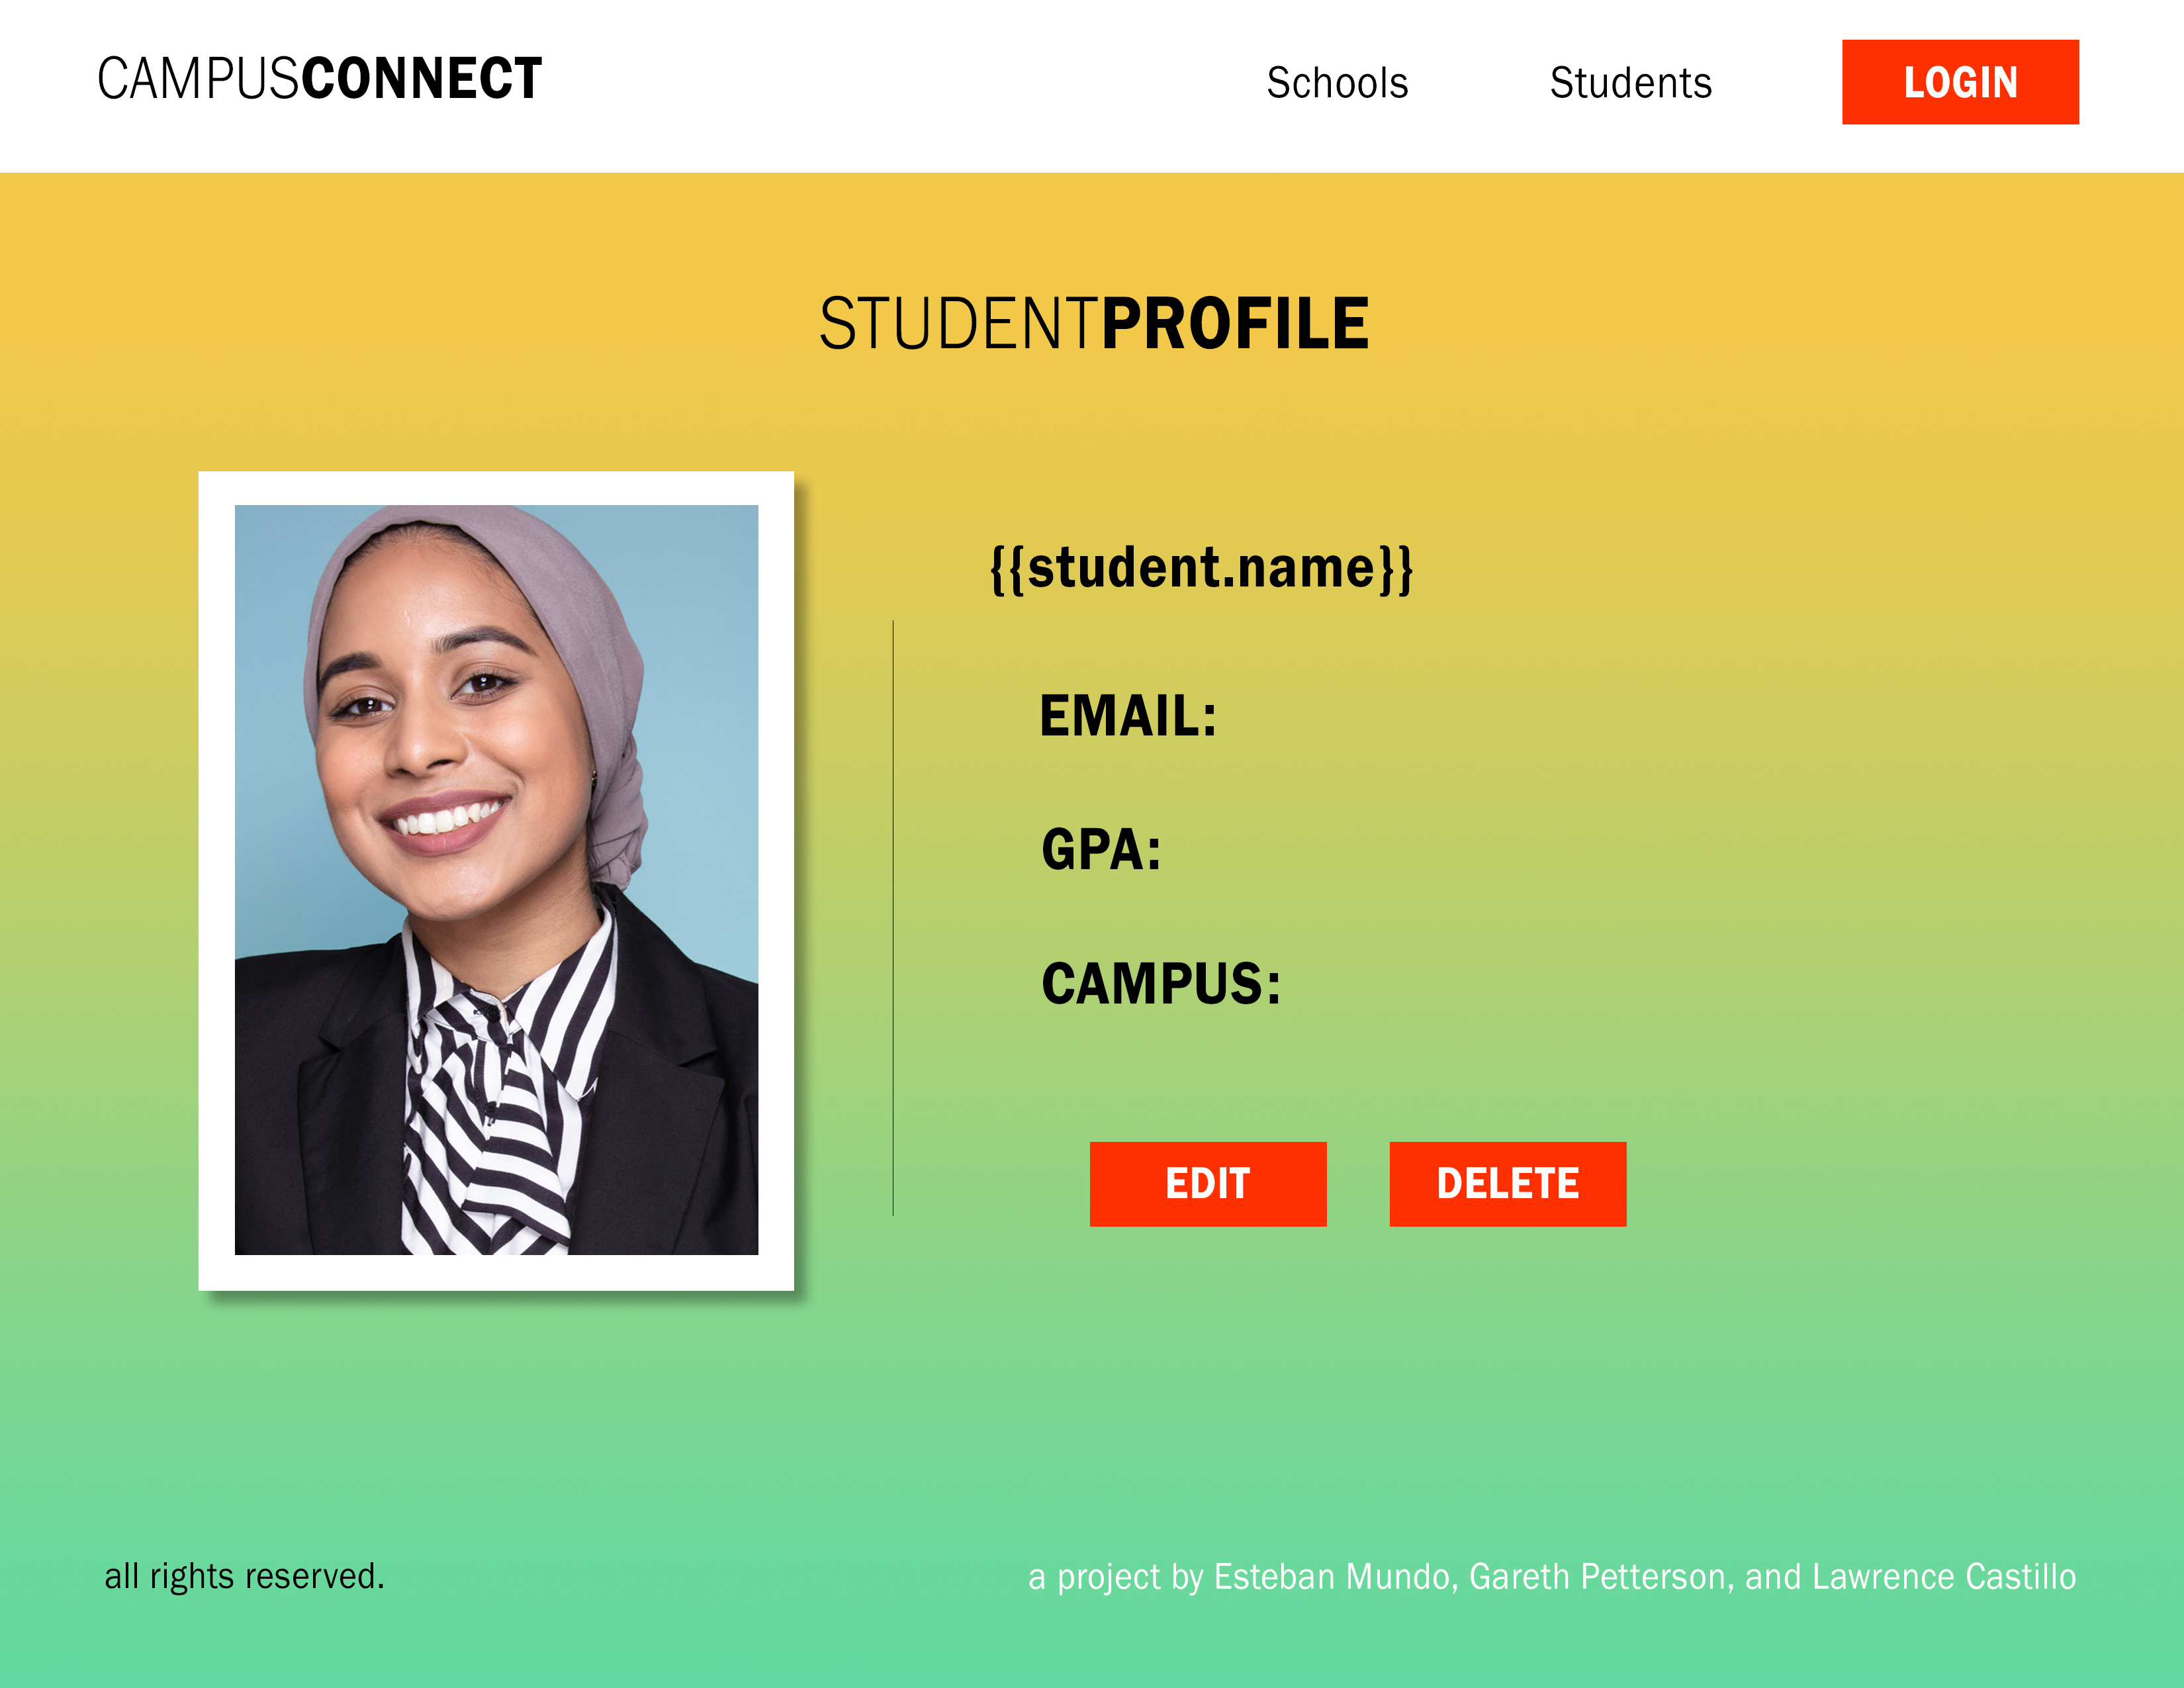 CAMPUSCONNECT
Schools
Students
LOGIN
STUDENTPROFILE
{{student.name}}
EMAIL:
GPA:
CAMPUS:
EDIT
DELETE
all rights reserved.
a project by Esteban Mundo, Gareth Petterson, and Lawrence Castillo